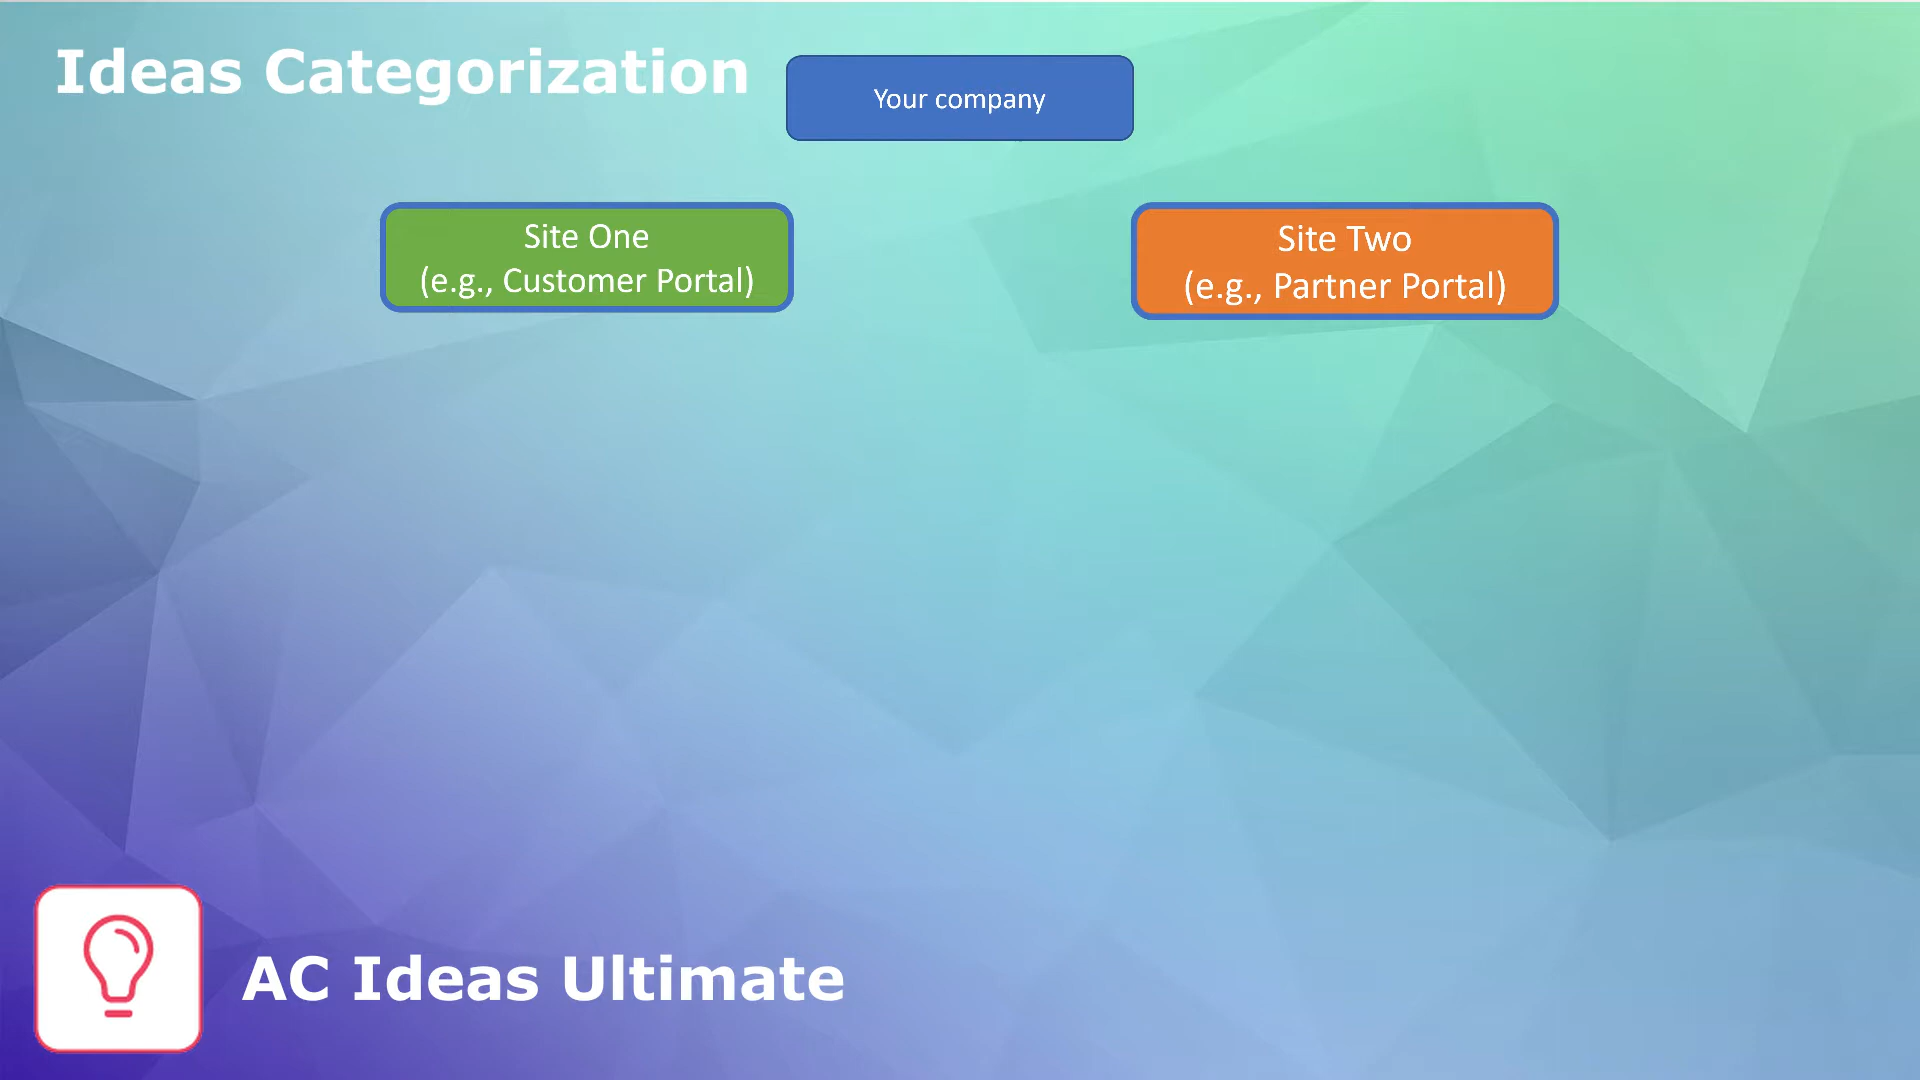 Ideas Categorization
Your company
Site One
(e.g., Customer Portal)
Site Two
(e.g., Partner Portal)
AC Ideas Ultimate